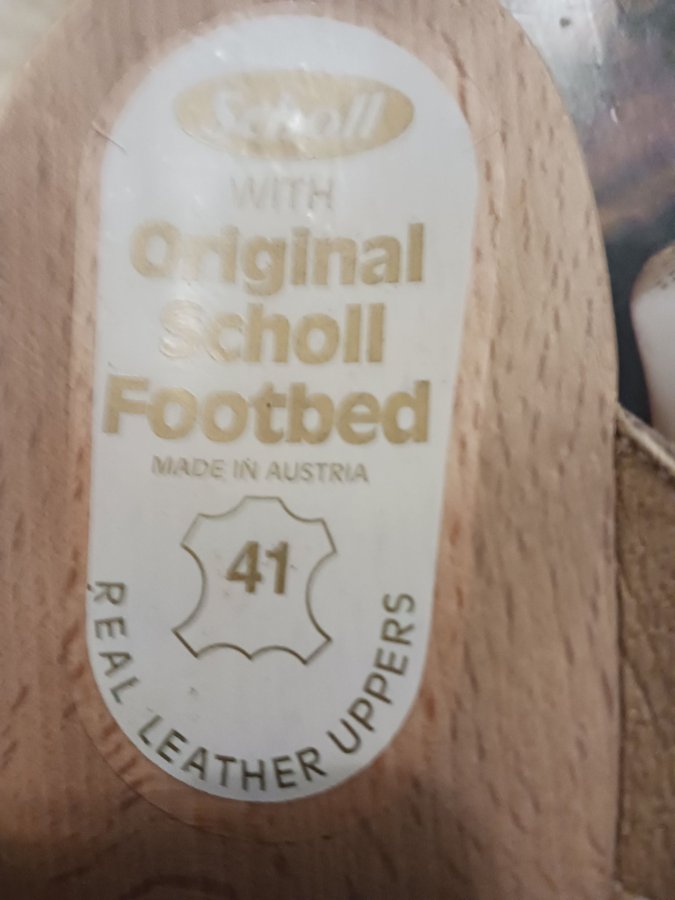 Scholl
WITH
Original
Scholl
Footbed
MADE IN AUSTRIA
41
REAL LEATHER UPPERS